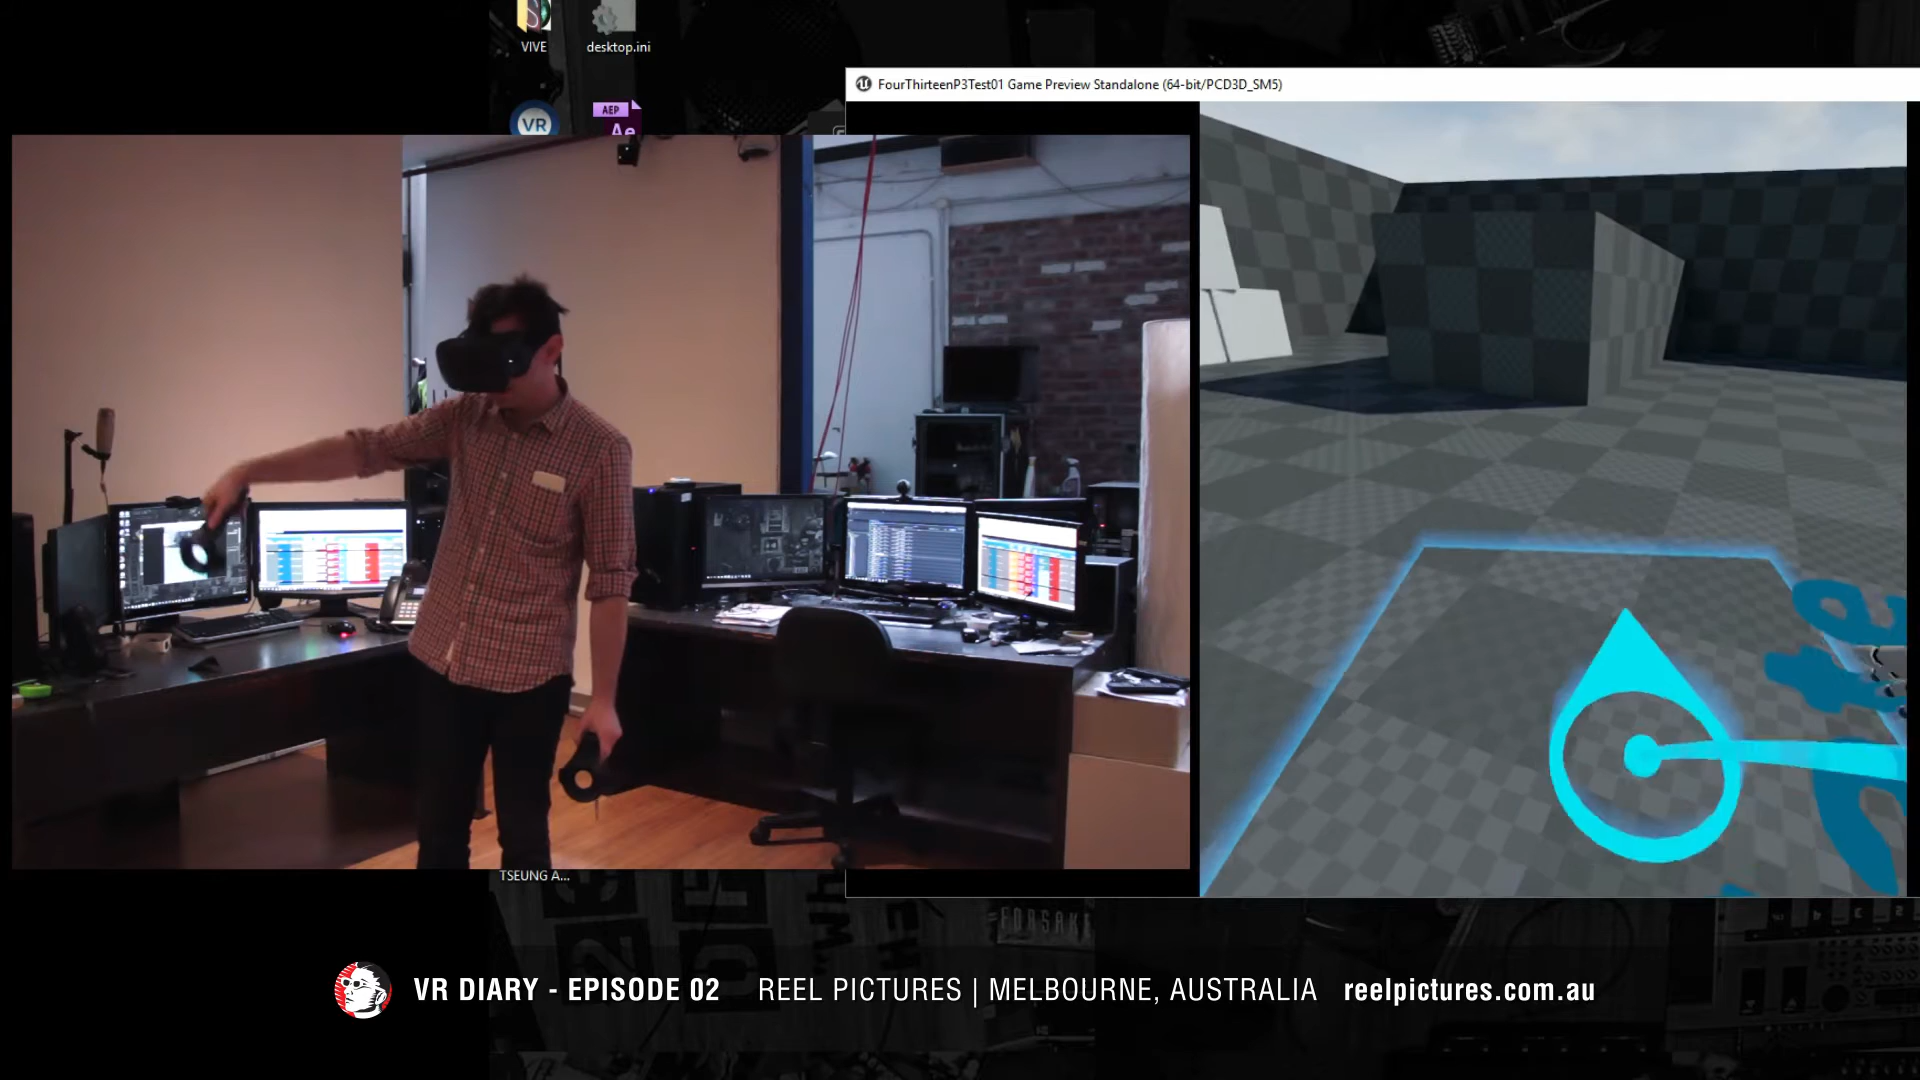 VIVE
desktop.ini
FourThirteenP3Test01 Game Preview Standalone (64-bit/PCD3D_SM5)
VR
AEP
Ae
TSEUNG A...
FORSAKE
VR DIARY - EPISODE 02 REEL PICTURES | MELBOURNE, AUSTRALIA reelpictures.com.au